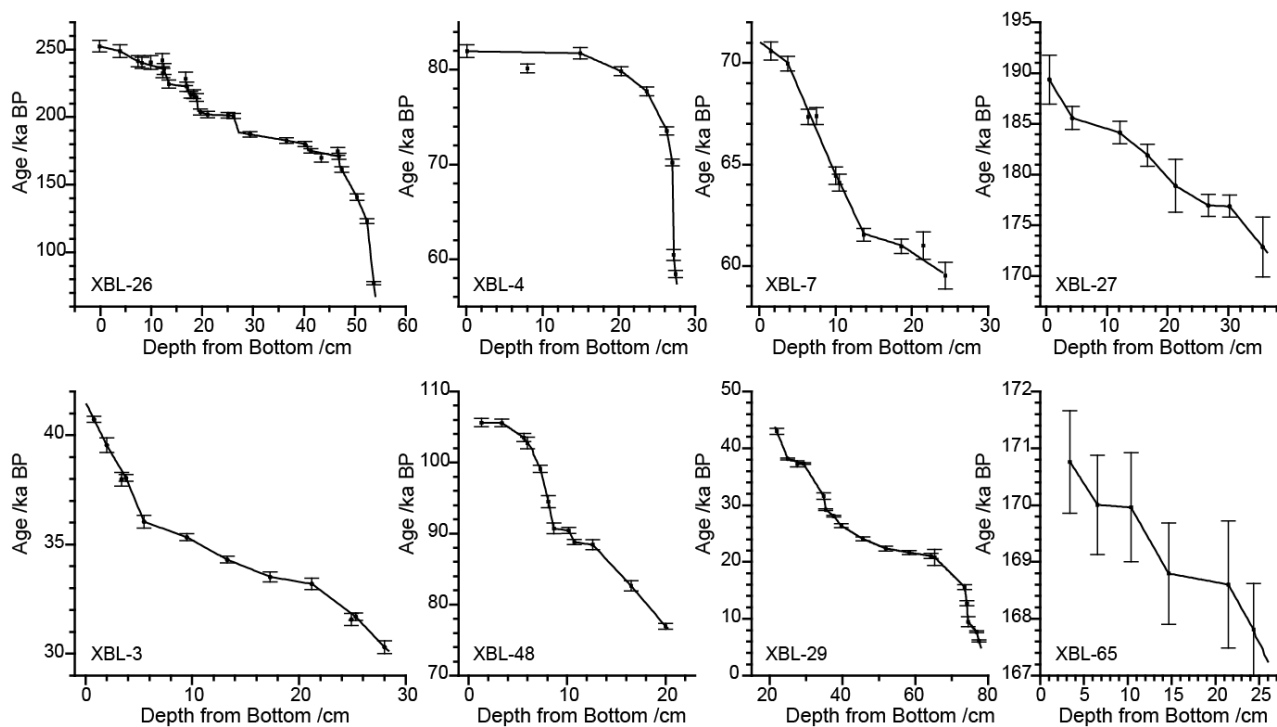 250
200
150
100
Age /ka BP
XBL-26
0 10 20 30 40 50 60
Depth from Bottom /cm
80
70
60
Age /ka BP
XBL-4
0 10 20 30
Depth from Bottom /cm
70
65
60
Age /ka BP
XBL-7
0 10 20 30
Depth from Bottom /cm
195
190
185
180
175
170
Age /ka BP
XBL-27
0 10 20 30
Depth from Bottom /cm
40
35
30
Age /ka BP
XBL-3
0 10 20 30
Depth from Bottom /cm
110
100
90
80
70
Age /ka BP
XBL-48
0 10 20
Depth from Bottom /cm
50
40
30
20
10
0
Age /ka BP
XBL-29
20 40 60 80
Depth from Bottom /cm
172
171
170
169
168
167
Age /ka BP
XBL-65
0 5 10 15 20 25
Depth from Bottom /cm